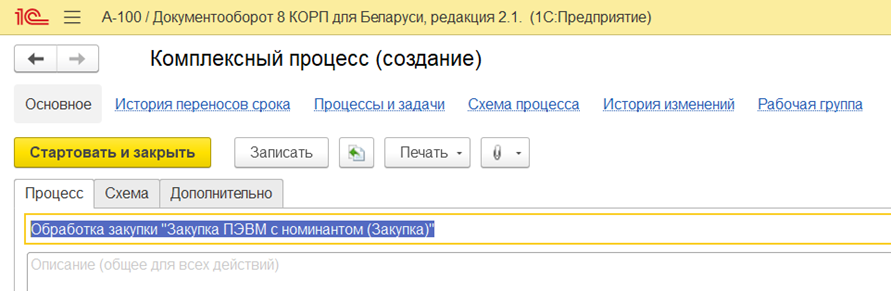 1С А-100 / Документооборот 8 КОРП для Беларуси, редакция 2.1. (1С:Предприятие)
Комплексный процесс (создание)
Основное История переносов срока Процессы и задачи Схема процесса История изменений Рабочая группа
Стартовать и закрыть Записать Печать
Процесс Схема Дополнительно
Обработка закупки "Закупка ПЭВМ с номинантом (Закупка)"
Описание (общее для всех действий)